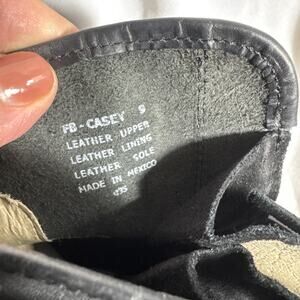 FB-CASEY 9
LEATHER UPPER
LEATHER LINING
LEATHER SOLE
MADE IN MEXICO